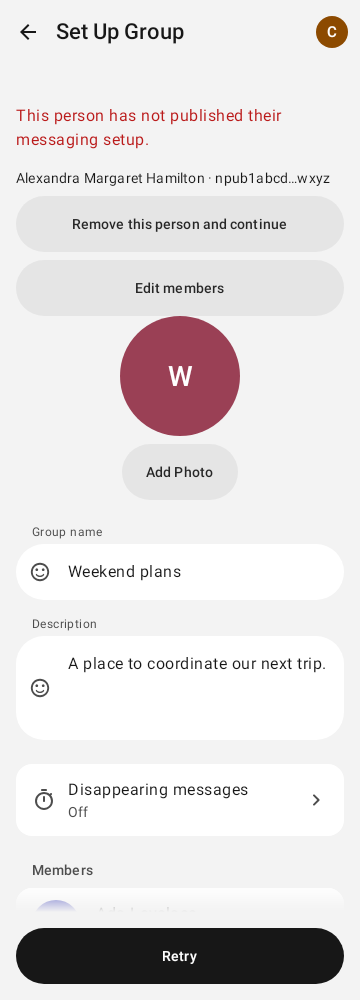 Set Up Group
C
This person has not published their
messaging setup.
Alexandra Margaret Hamilton · npub1abcd…wxyz
Remove this person and continue
Edit members
W
Add Photo
Group name
Weekend plans
Description
A place to coordinate our next trip.
Disappearing messages
Off
Members
Retry